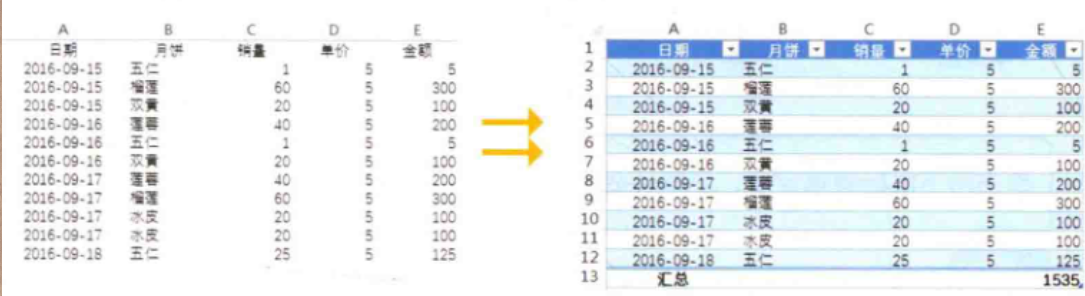 A B C D E
日期 月饼 销量 单价 金额
2016-09-15 五仁 1 5 5
2016-09-15 榴莲 60 5 300
2016-09-15 双黄 20 5 100
2016-09-16 莲蓉 40 5 200
2016-09-16 五仁 1 5 5
2016-09-16 双黄 20 5 100
2016-09-17 莲蓉 40 5 200
2016-09-17 榴莲 60 5 300
2016-09-17 冰皮 20 5 100
2016-09-17 冰皮 20 5 100
2016-09-18 五仁 25 5 125
A B C D E
1 日期 月饼 销量 单价 金额
2 2016-09-15 五仁 1 5 5
3 2016-09-15 榴莲 60 5 300
4 2016-09-15 双黄 20 5 100
5 2016-09-16 莲蓉 40 5 200
6 2016-09-16 五仁 1 5 5
7 2016-09-16 双黄 20 5 100
8 2016-09-17 莲蓉 40 5 200
9 2016-09-17 榴莲 60 5 300
10 2016-09-17 冰皮 20 5 100
11 2016-09-17 冰皮 20 5 100
12 2016-09-18 五仁 25 5 125
13 汇总 1535